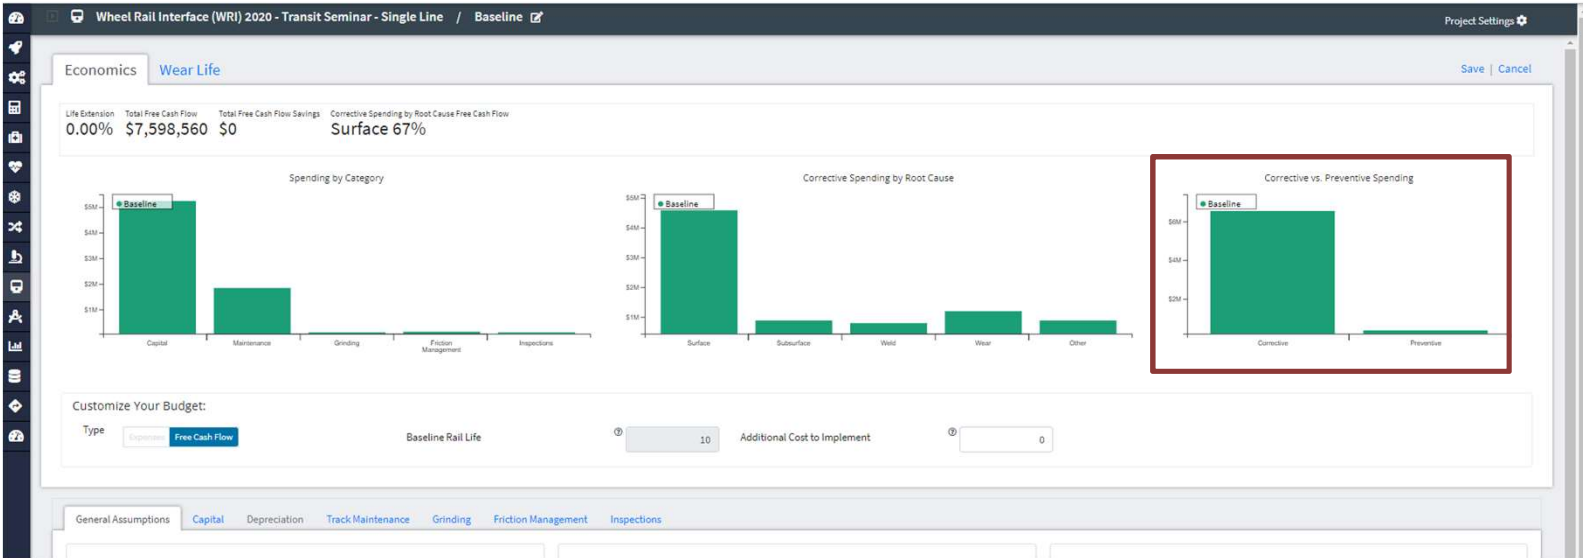 Wheel Rail Interface (WRI) 2020 - Transit Seminar - Single Line / Baseline
Project Settings
Economics Wear Life
Save | Cancel
Life Extension Total Free Cash Flow Total Free Cash Flow Savings Corrective Spending by Root Cause Free Cash Flow
0.00% $7,598,560 $0 Surface 67%
Spending by Category
Baseline
$5M
$4M
$3M
$2M
$1M
Capital Maintenance Grinding Friction Management Inspections
Corrective Spending by Root Cause
Baseline
$5M
$4M
$3M
$2M
$1M
Surface Subsurface Weld Wear Other
Corrective vs. Preventive Spending
Baseline
$6M
$4M
$2M
Corrective Preventive
Customize Your Budget:
Type Expenses Free Cash Flow Baseline Rail Life 10 Additional Cost to Implement 0
General Assumptions Capital Depreciation Track Maintenance Grinding Friction Management Inspections